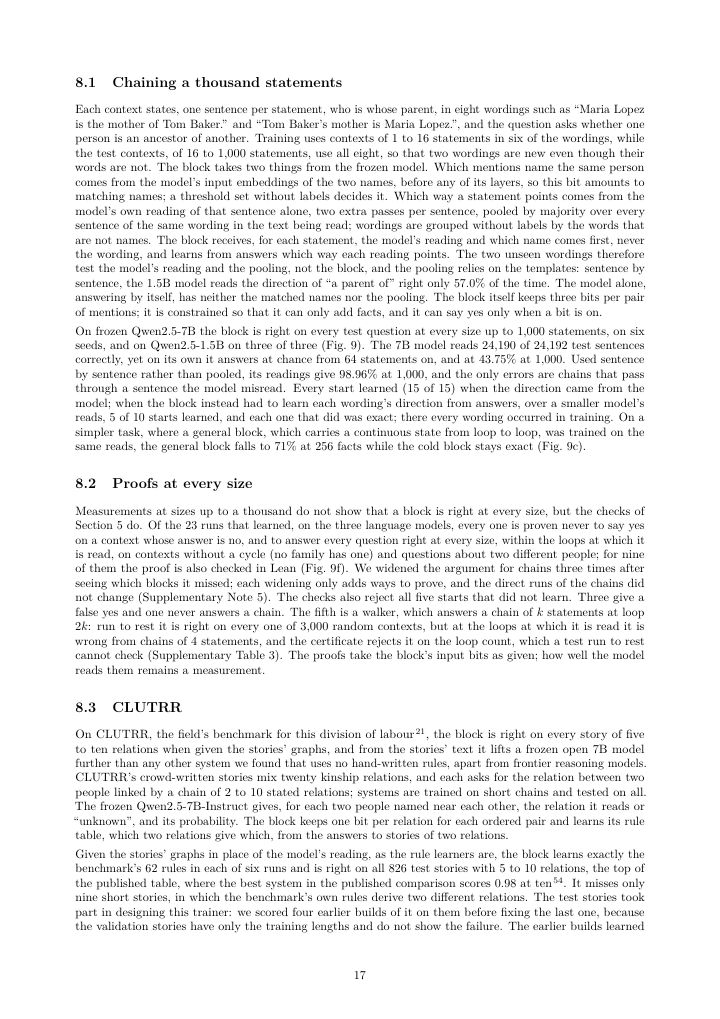 8.1 Chaining a thousand statements
Each context states, one sentence per statement, who is whose parent, in eight wordings such as “Maria Lopez
is the mother of Tom Baker.” and “Tom Baker’s mother is Maria Lopez.”, and the question asks whether one
person is an ancestor of another. Training uses contexts of 1 to 16 statements in six of the wordings, while
the test contexts, of 16 to 1,000 statements, use all eight, so that two wordings are new even though their
words are not. The block takes two things from the frozen model. Which mentions name the same person
comes from the model’s input embeddings of the two names, before any of its layers, so this bit amounts to
matching names; a threshold set without labels decides it. Which way a statement points comes from the
model’s own reading of that sentence alone, two extra passes per sentence, pooled by majority over every
sentence of the same wording in the text being read; wordings are grouped without labels by the words that
are not names. The block receives, for each statement, the model’s reading and which name comes first, never
the wording, and learns from answers which way each reading points. The two unseen wordings therefore
test the model’s reading and the pooling, not the block, and the pooling relies on the templates: sentence by
sentence, the 1.5B model reads the direction of “a parent of” right only 57.0% of the time. The model alone,
answering by itself, has neither the matched names nor the pooling. The block itself keeps three bits per pair
of mentions; it is constrained so that it can only add facts, and it can say yes only when a bit is on.
On frozen Qwen2.5-7B the block is right on every test question at every size up to 1,000 statements, on six
seeds, and on Qwen2.5-1.5B on three of three (Fig. 9). The 7B model reads 24,190 of 24,192 test sentences
correctly, yet on its own it answers at chance from 64 statements on, and at 43.75% at 1,000. Used sentence
by sentence rather than pooled, its readings give 98.96% at 1,000, and the only errors are chains that pass
through a sentence the model misread. Every start learned (15 of 15) when the direction came from the
model; when the block instead had to learn each wording’s direction from answers, over a smaller model’s
reads, 5 of 10 starts learned, and each one that did was exact; there every wording occurred in training. On a
simpler task, where a general block, which carries a continuous state from loop to loop, was trained on the
same reads, the general block falls to 71% at 256 facts while the cold block stays exact (Fig. 9c).
8.2 Proofs at every size
Measurements at sizes up to a thousand do not show that a block is right at every size, but the checks of
Section 5 do. Of the 23 runs that learned, on the three language models, every one is proven never to say yes
on a context whose answer is no, and to answer every question right at every size, within the loops at which it
is read, on contexts without a cycle (no family has one) and questions about two different people; for nine
of them the proof is also checked in Lean (Fig. 9f). We widened the argument for chains three times after
seeing which blocks it missed; each widening only adds ways to prove, and the direct runs of the chains did
not change (Supplementary Note 5). The checks also reject all five starts that did not learn. Three give a
false yes and one never answers a chain. The fifth is a walker, which answers a chain of k statements at loop
2k: run to rest it is right on every one of 3,000 random contexts, but at the loops at which it is read it is
wrong from chains of 4 statements, and the certificate rejects it on the loop count, which a test run to rest
cannot check (Supplementary Table 3). The proofs take the block’s input bits as given; how well the model
reads them remains a measurement.
8.3 CLUTRR
On CLUTRR, the field’s benchmark for this division of labour21, the block is right on every story of five
to ten relations when given the stories’ graphs, and from the stories’ text it lifts a frozen open 7B model
further than any other system we found that uses no hand-written rules, apart from frontier reasoning models.
CLUTRR’s crowd-written stories mix twenty kinship relations, and each asks for the relation between two
people linked by a chain of 2 to 10 stated relations; systems are trained on short chains and tested on all.
The frozen Qwen2.5-7B-Instruct gives, for each two people named near each other, the relation it reads or
“unknown”, and its probability. The block keeps one bit per relation for each ordered pair and learns its rule
table, which two relations give which, from the answers to stories of two relations.
Given the stories’ graphs in place of the model’s reading, as the rule learners are, the block learns exactly the
benchmark’s 62 rules in each of six runs and is right on all 826 test stories with 5 to 10 relations, the top of
the published table, where the best system in the published comparison scores 0.98 at ten54. It misses only
nine short stories, in which the benchmark’s own rules derive two different relations. The test stories took
part in designing this trainer: we scored four earlier builds of it on them before fixing the last one, because
the validation stories have only the training lengths and do not show the failure. The earlier builds learned
17